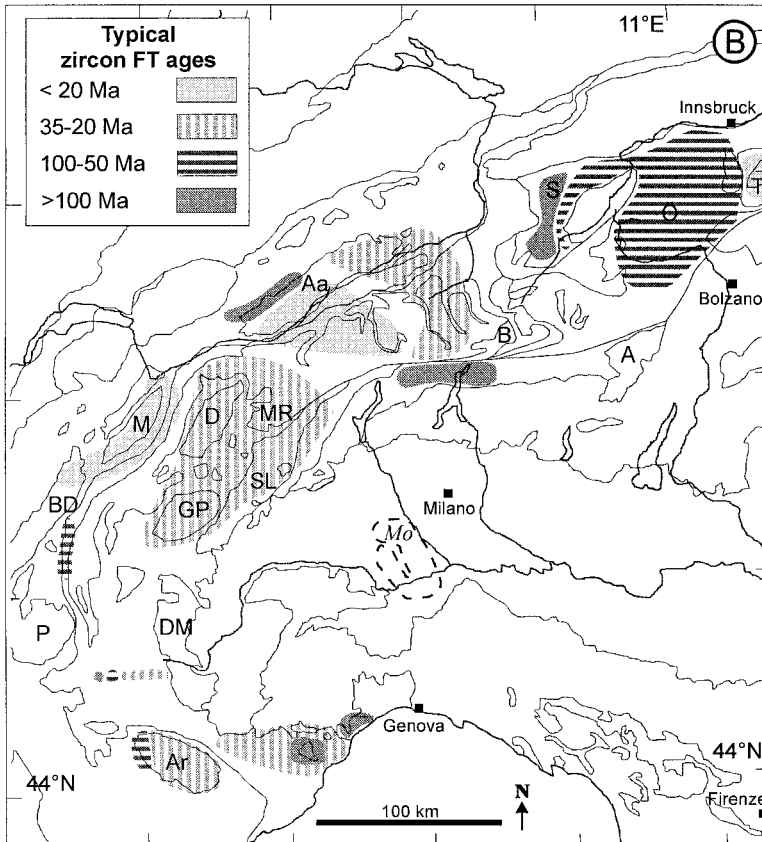 Typical
zircon FT ages
< 20 Ma
35-20 Ma
100-50 Ma
>100 Ma
11°E
B
Innsbruck
T
S
O
Bolzano
Aa
B
A
M
D
MR
SL
GP
BD
Milano
Mo
P
DM
Genova
Ar
44°N
44°N
N
100 km
Firenze